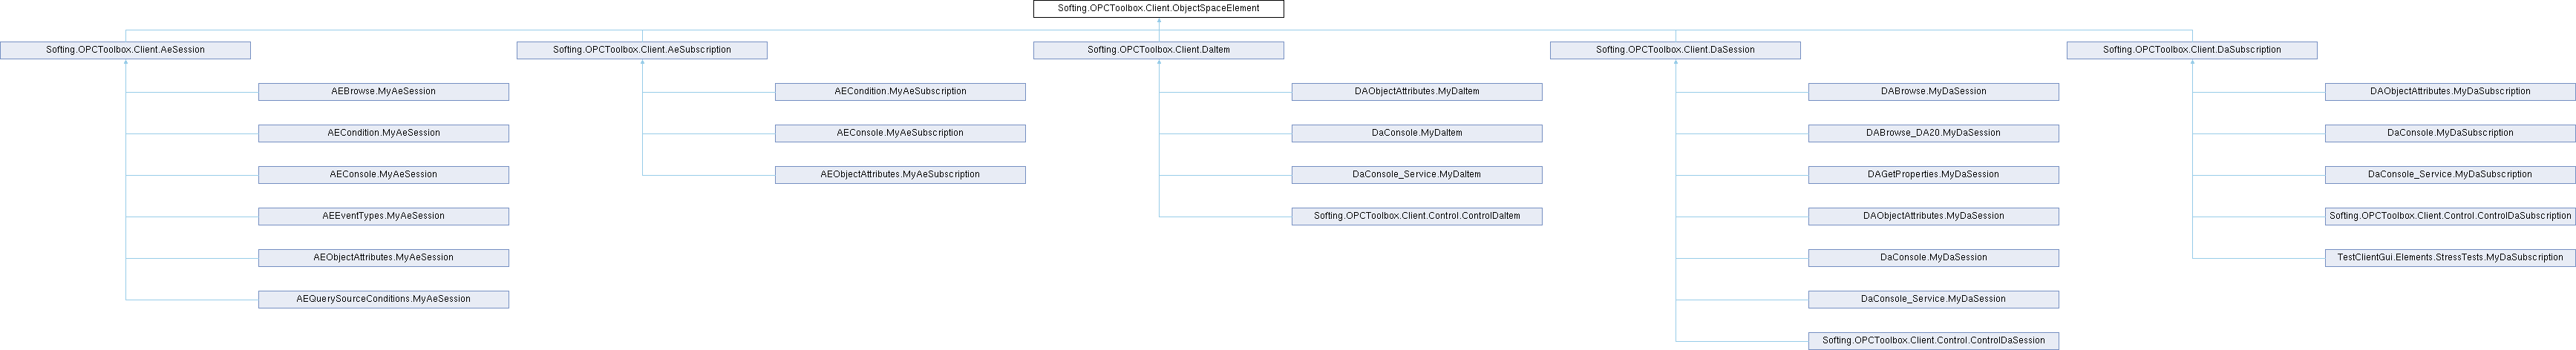 Softing.OPCToolbox.Client.ObjectSpaceElement
Softing.OPCToolbox.Client.AeSession
Softing.OPCToolbox.Client.AeSubscription
Softing.OPCToolbox.Client.DaItem
Softing.OPCToolbox.Client.DaSession
Softing.OPCToolbox.Client.DaSubscription
AEBrowse.MyAeSession
AECondition.MyAeSubscription
DAObjectAttributes.MyDaItem
DABrowse.MyDaSession
DAObjectAttributes.MyDaSubscription
AECondition.MyAeSession
AEConsole.MyAeSubscription
DaConsole.MyDaItem
DABrowse_DA20.MyDaSession
DaConsole.MyDaSubscription
AEConsole.MyAeSession
AEObjectAttributes.MyAeSubscription
DaConsole_Service.MyDaItem
DAGetProperties.MyDaSession
DaConsole_Service.MyDaSubscription
AEEventTypes.MyAeSession
Softing.OPCToolbox.Client.Control.ControlDaItem
DAObjectAttributes.MyDaSession
Softing.OPCToolbox.Client.Control.ControlDaSubscription
AEObjectAttributes.MyAeSession
DaConsole.MyDaSession
TestClientGui.Elements.StressTests.MyDaSubscription
AEQuerySourceConditions.MyAeSession
DaConsole_Service.MyDaSession
Softing.OPCToolbox.Client.Control.ControlDaSession